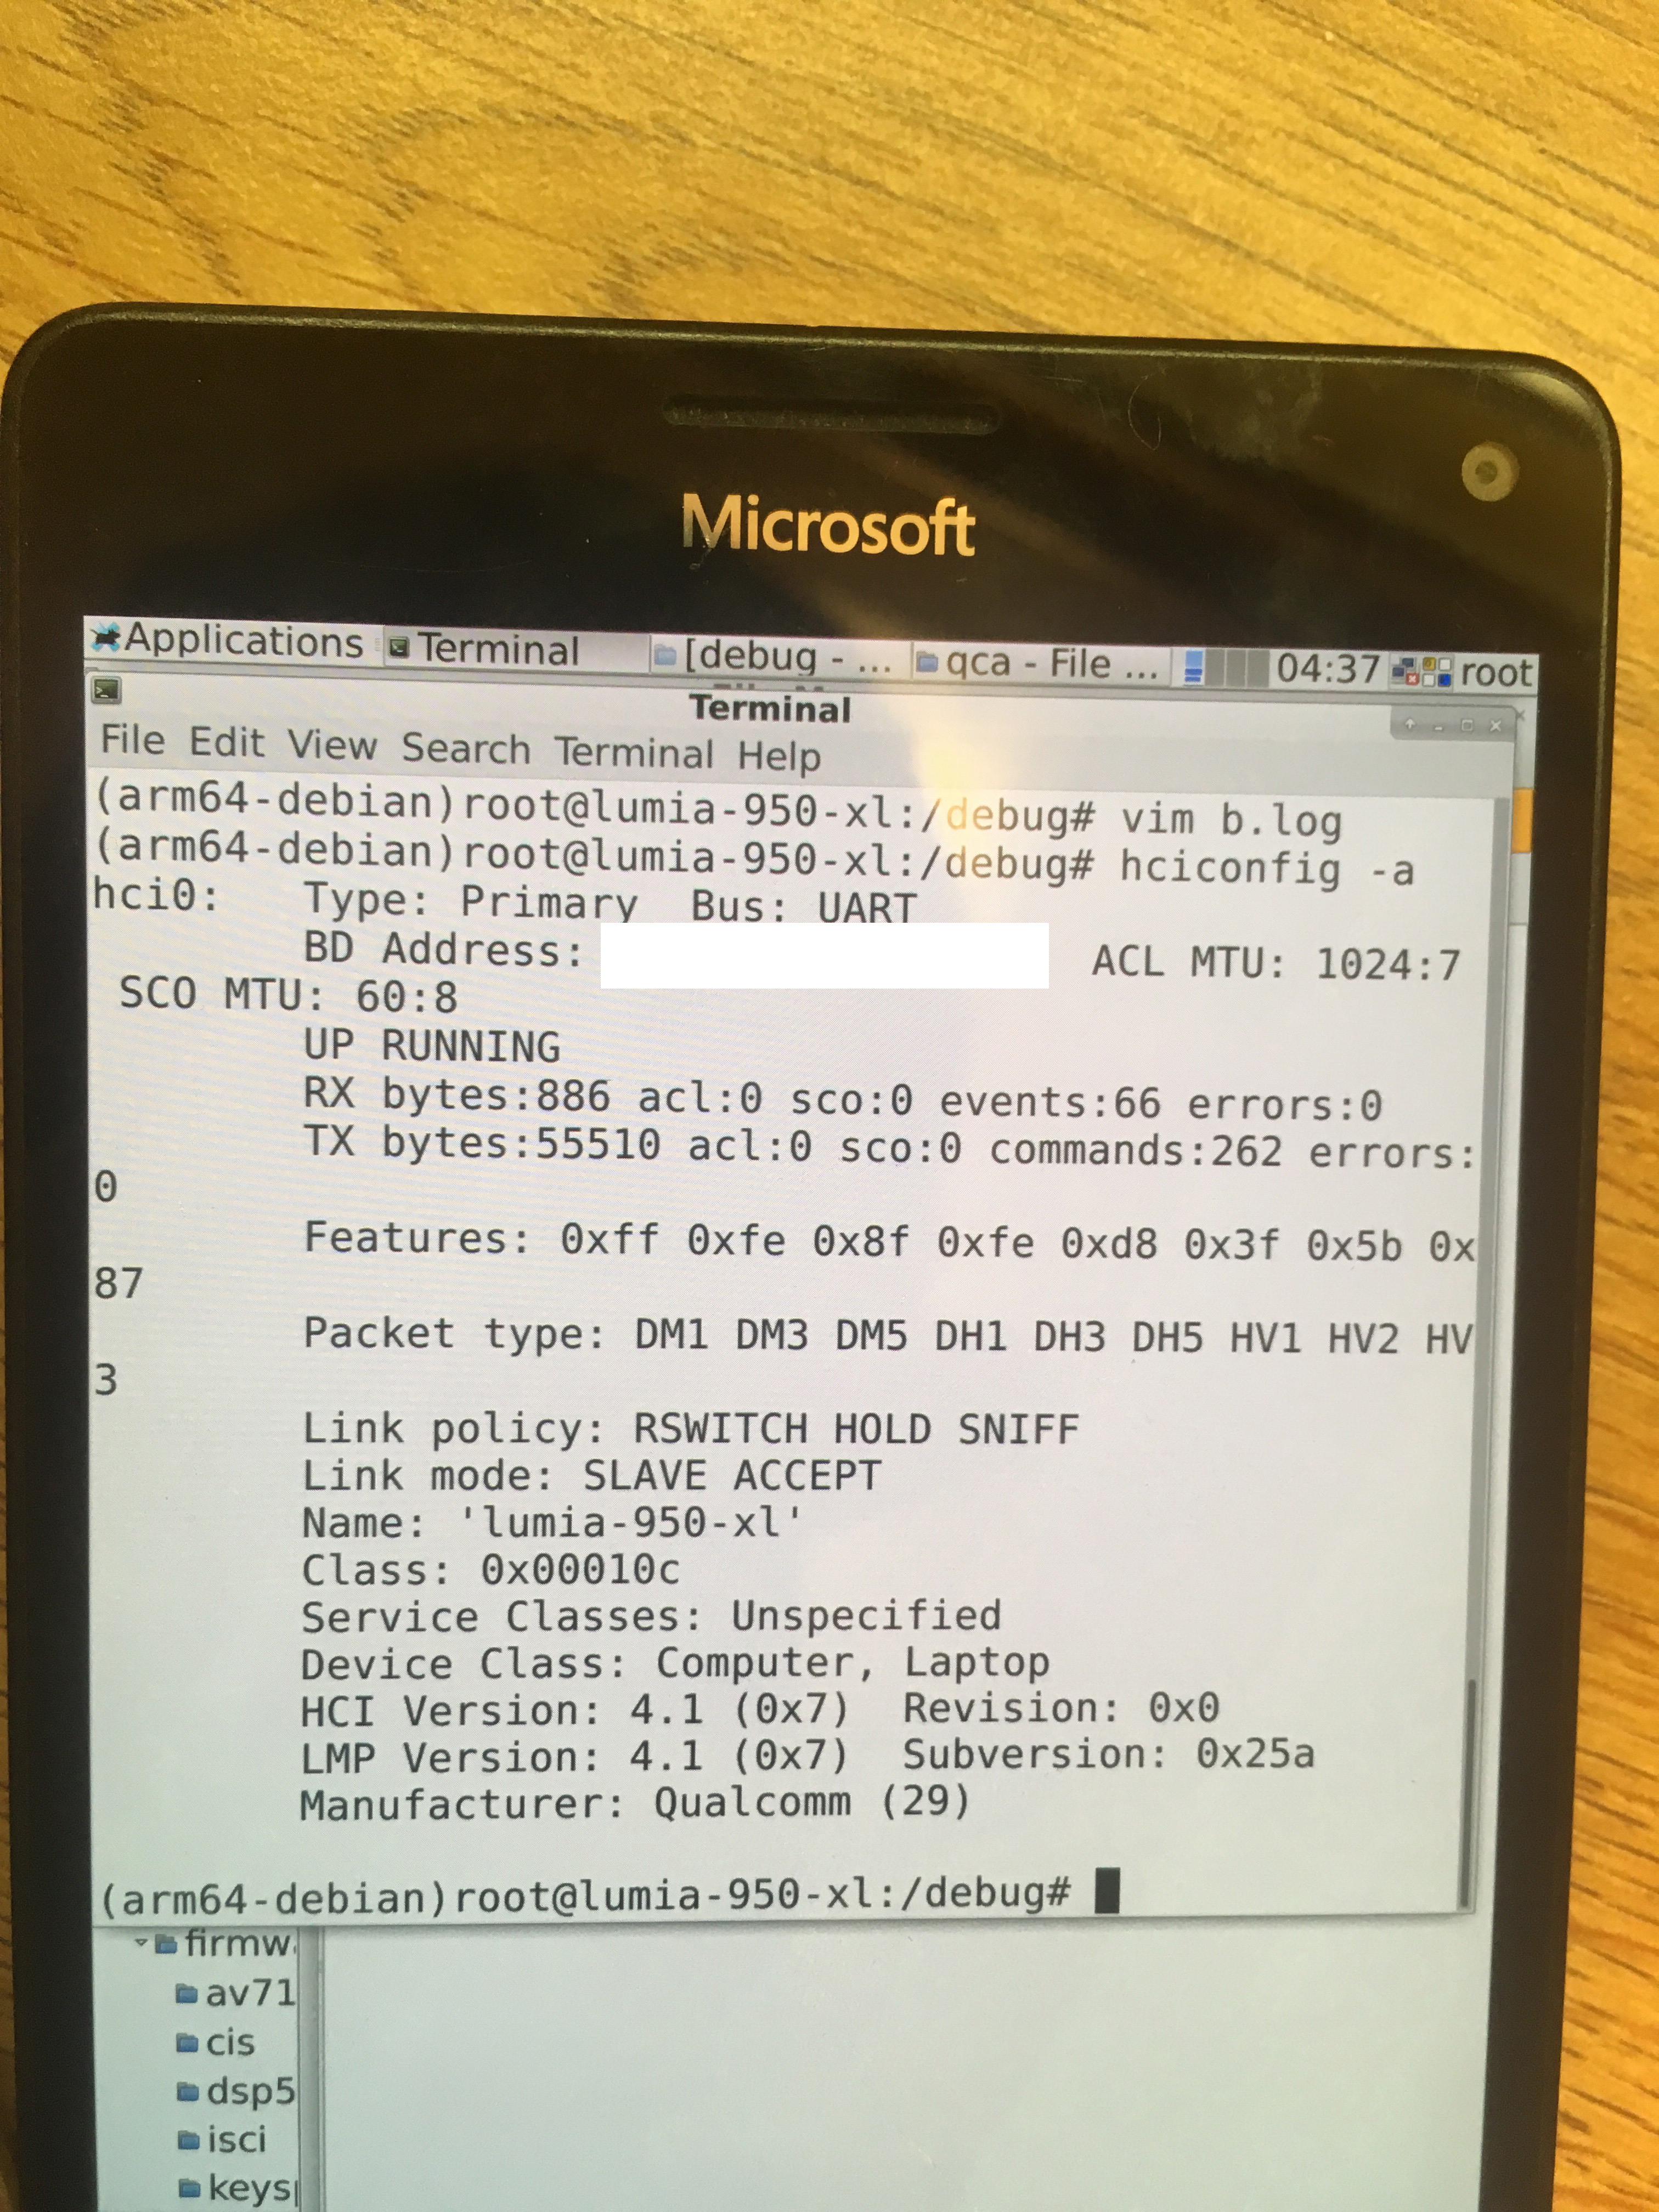 Microsoft
Applications Terminal [debug - ... qca - File ... 04:37 root
Terminal
File Edit View Search Terminal Help
(arm64-debian)root@lumia-950-xl:/debug# vim b.log
(arm64-debian)root@lumia-950-xl:/debug# hciconfig -a
hci0: Type: Primary Bus: UART
BD Address: ACL MTU: 1024:7
SCO MTU: 60:8
UP RUNNING
RX bytes:886 acl:0 sco:0 events:66 errors:0
TX bytes:55510 acl:0 sco:0 commands:262 errors:
0
Features: 0xff 0xfe 0x8f 0xfe 0xd8 0x3f 0x5b 0x
87
Packet type: DM1 DM3 DM5 DH1 DH3 DH5 HV1 HV2 HV
3
Link policy: RSWITCH HOLD SNIFF
Link mode: SLAVE ACCEPT
Name: 'lumia-950-xl'
Class: 0x00010c
Service Classes: Unspecified
Device Class: Computer, Laptop
HCI Version: 4.1 (0x7) Revision: 0x0
LMP Version: 4.1 (0x7) Subversion: 0x25a
Manufacturer: Qualcomm (29)
(arm64-debian)root@lumia-950-xl:/debug#
firmw
av71
cis
dsp5
isci
keys